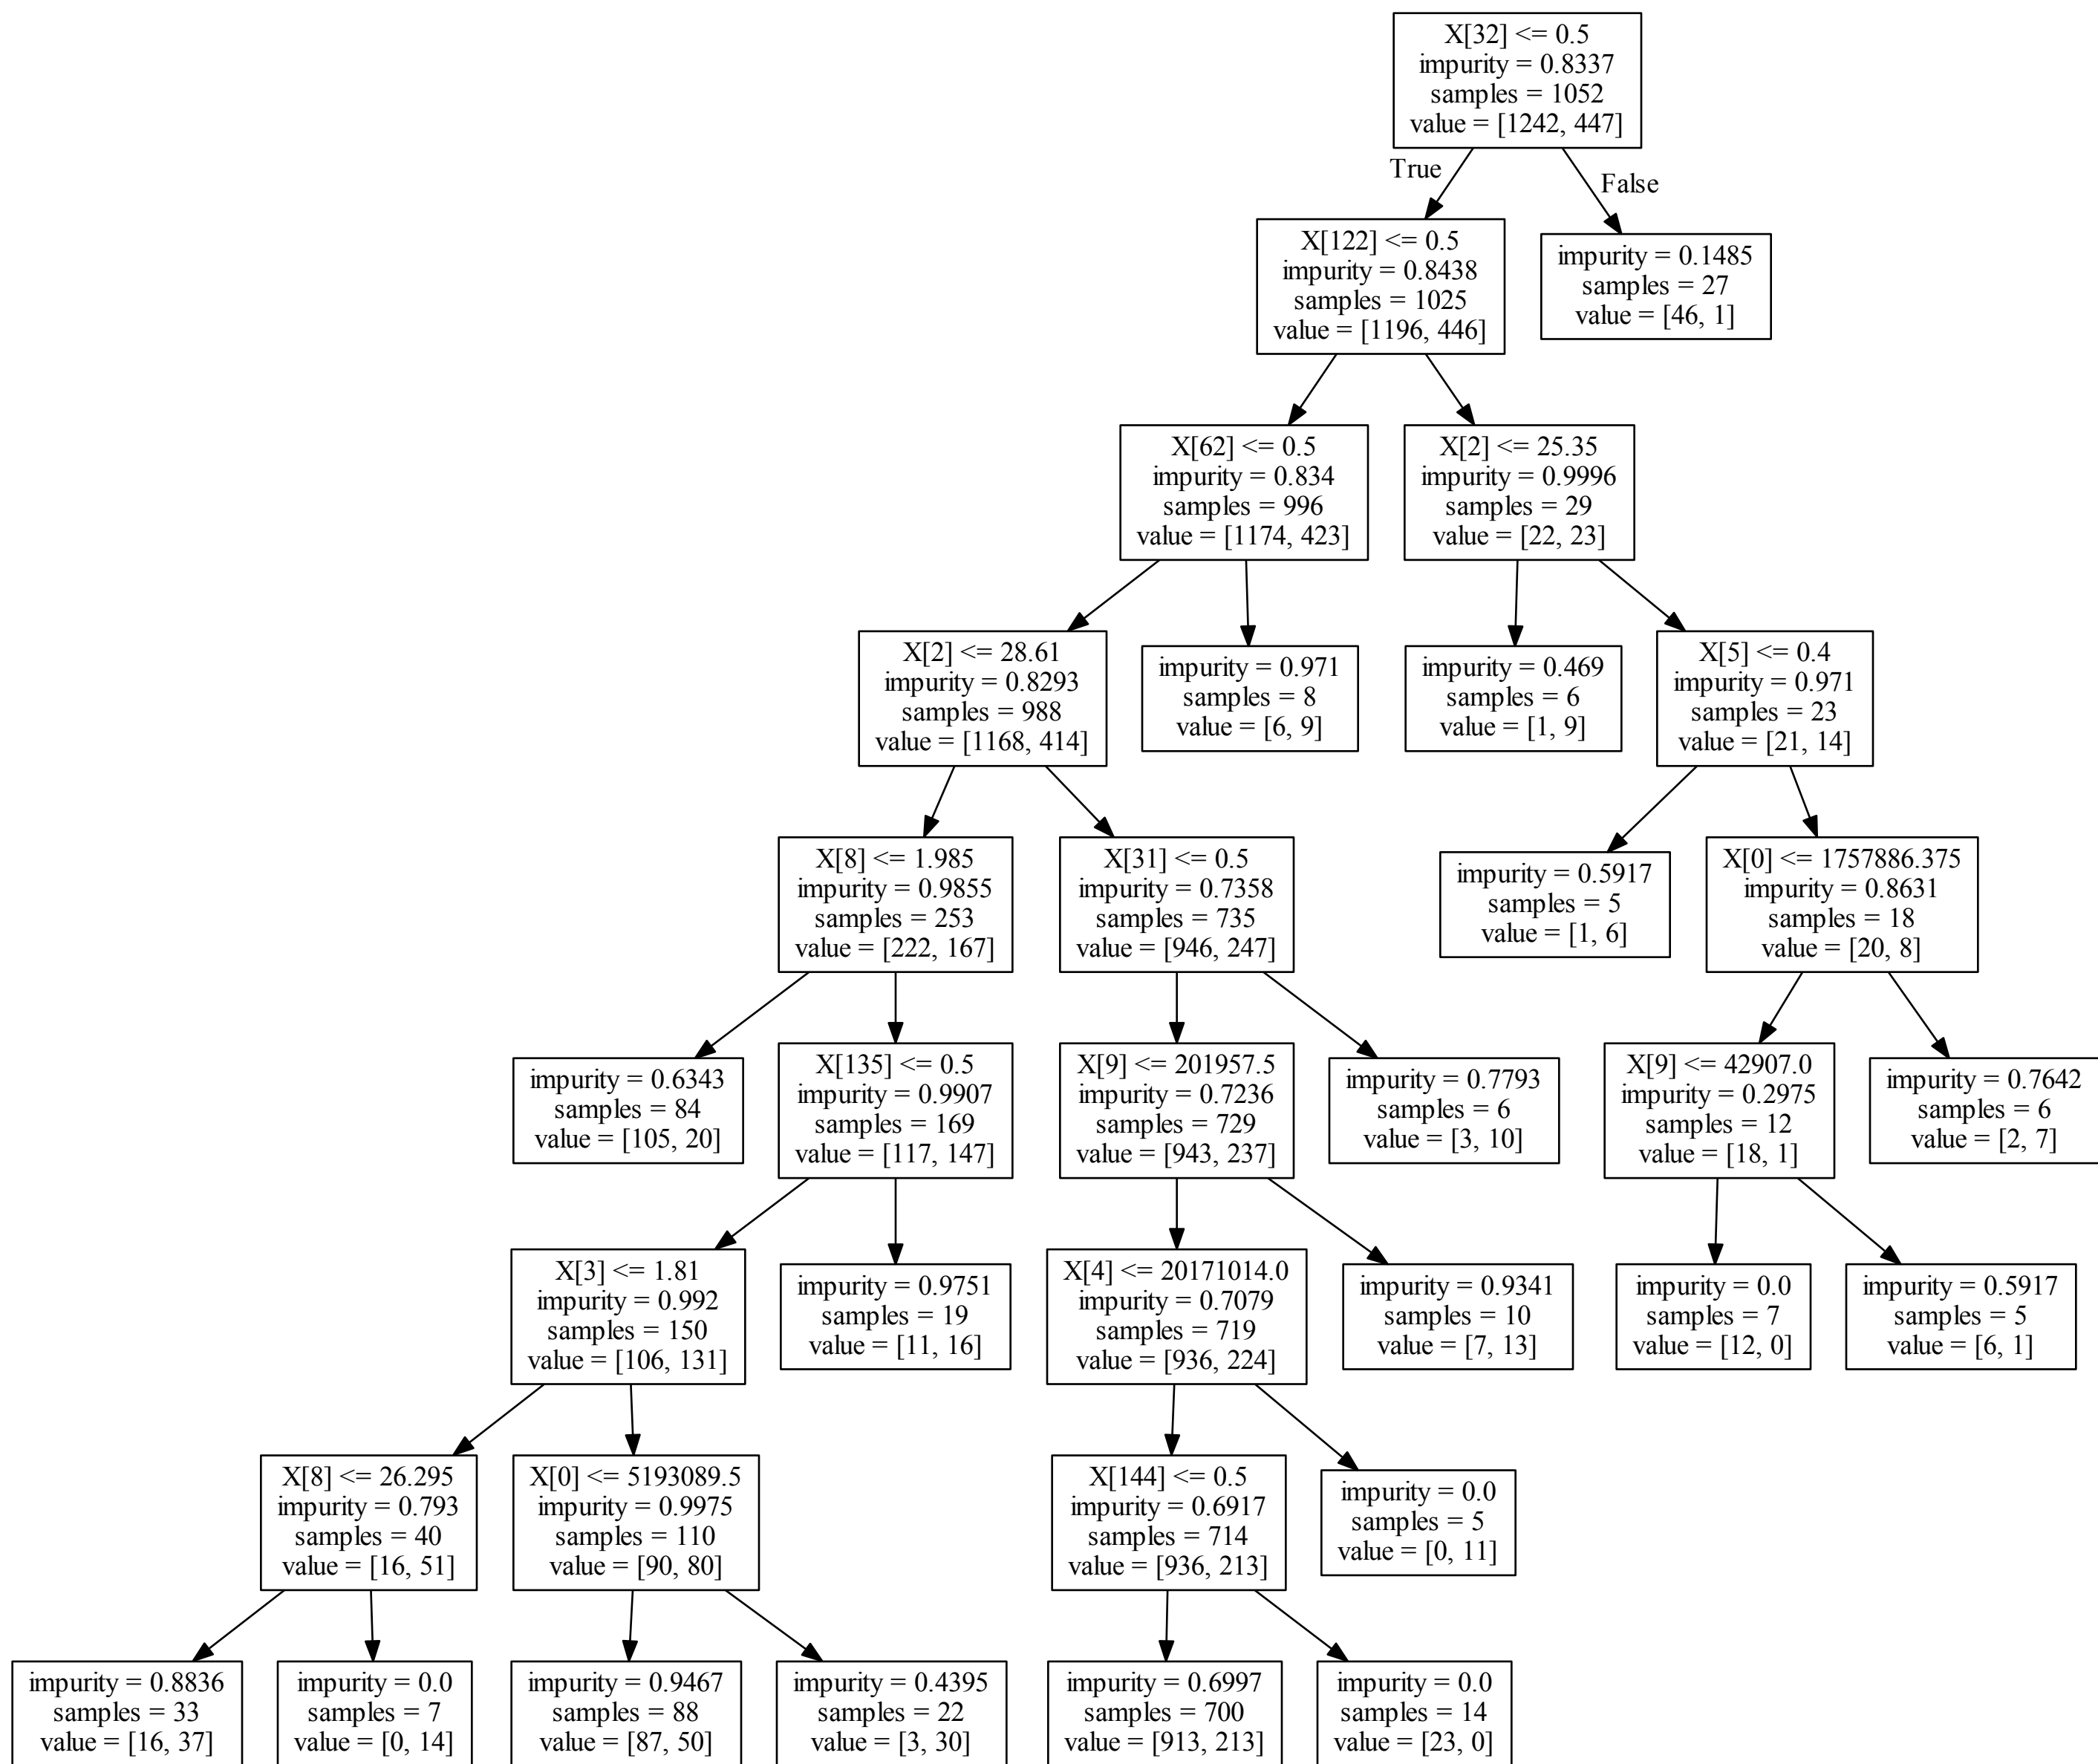 X[32] <= 0.5
impurity = 0.8337
samples = 1052
value = [1242, 447]
True
False
X[122] <= 0.5
impurity = 0.8438
samples = 1025
value = [1196, 446]
impurity = 0.1485
samples = 27
value = [46, 1]
X[62] <= 0.5
impurity = 0.834
samples = 996
value = [1174, 423]
X[2] <= 25.35
impurity = 0.9996
samples = 29
value = [22, 23]
X[2] <= 28.61
impurity = 0.8293
samples = 988
value = [1168, 414]
impurity = 0.971
samples = 8
value = [6, 9]
impurity = 0.469
samples = 6
value = [1, 9]
X[5] <= 0.4
impurity = 0.971
samples = 23
value = [21, 14]
X[8] <= 1.985
impurity = 0.9855
samples = 253
value = [222, 167]
X[31] <= 0.5
impurity = 0.7358
samples = 735
value = [946, 247]
impurity = 0.5917
samples = 5
value = [1, 6]
X[0] <= 1757886.375
impurity = 0.8631
samples = 18
value = [20, 8]
impurity = 0.6343
samples = 84
value = [105, 20]
X[135] <= 0.5
impurity = 0.9907
samples = 169
value = [117, 147]
X[9] <= 201957.5
impurity = 0.7236
samples = 729
value = [943, 237]
impurity = 0.7793
samples = 6
value = [3, 10]
X[9] <= 42907.0
impurity = 0.2975
samples = 12
value = [18, 1]
impurity = 0.7642
samples = 6
value = [2, 7]
X[3] <= 1.81
impurity = 0.992
samples = 150
value = [106, 131]
impurity = 0.9751
samples = 19
value = [11, 16]
X[4] <= 20171014.0
impurity = 0.7079
samples = 719
value = [936, 224]
impurity = 0.9341
samples = 10
value = [7, 13]
impurity = 0.0
samples = 7
value = [12, 0]
impurity = 0.5917
samples = 5
value = [6, 1]
X[8] <= 26.295
impurity = 0.793
samples = 40
value = [16, 51]
X[0] <= 5193089.5
impurity = 0.9975
samples = 110
value = [90, 80]
X[144] <= 0.5
impurity = 0.6917
samples = 714
value = [936, 213]
impurity = 0.0
samples = 5
value = [0, 11]
impurity = 0.8836
samples = 33
value = [16, 37]
impurity = 0.0
samples = 7
value = [0, 14]
impurity = 0.9467
samples = 88
value = [87, 50]
impurity = 0.4395
samples = 22
value = [3, 30]
impurity = 0.6997
samples = 700
value = [913, 213]
impurity = 0.0
samples = 14
value = [23, 0]